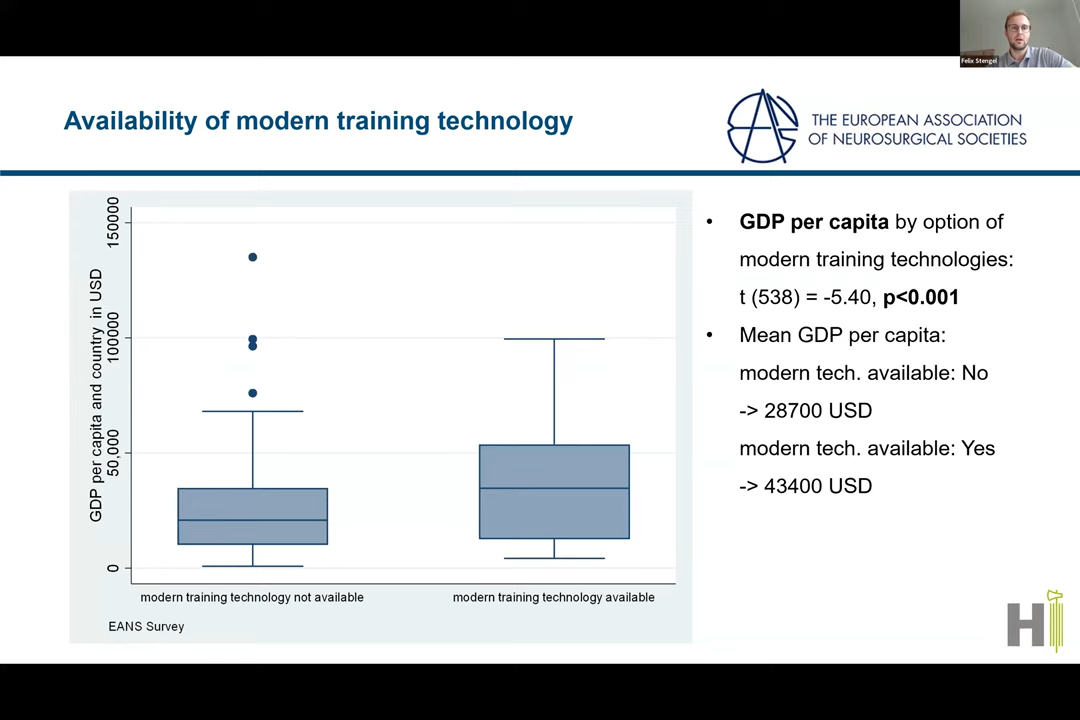 Felix Stengel
Availability of modern training technology
THE EUROPEAN ASSOCIATION
OF NEUROSURGICAL SOCIETIES
GDP per capita and country in USD
150000
100000
50,000
0
modern training technology not available
modern training technology available
EANS Survey
• GDP per capita by option of
modern training technologies:
t (538) = -5.40, p<0.001
• Mean GDP per capita:
modern tech. available: No
-> 28700 USD
modern tech. available: Yes
-> 43400 USD
H